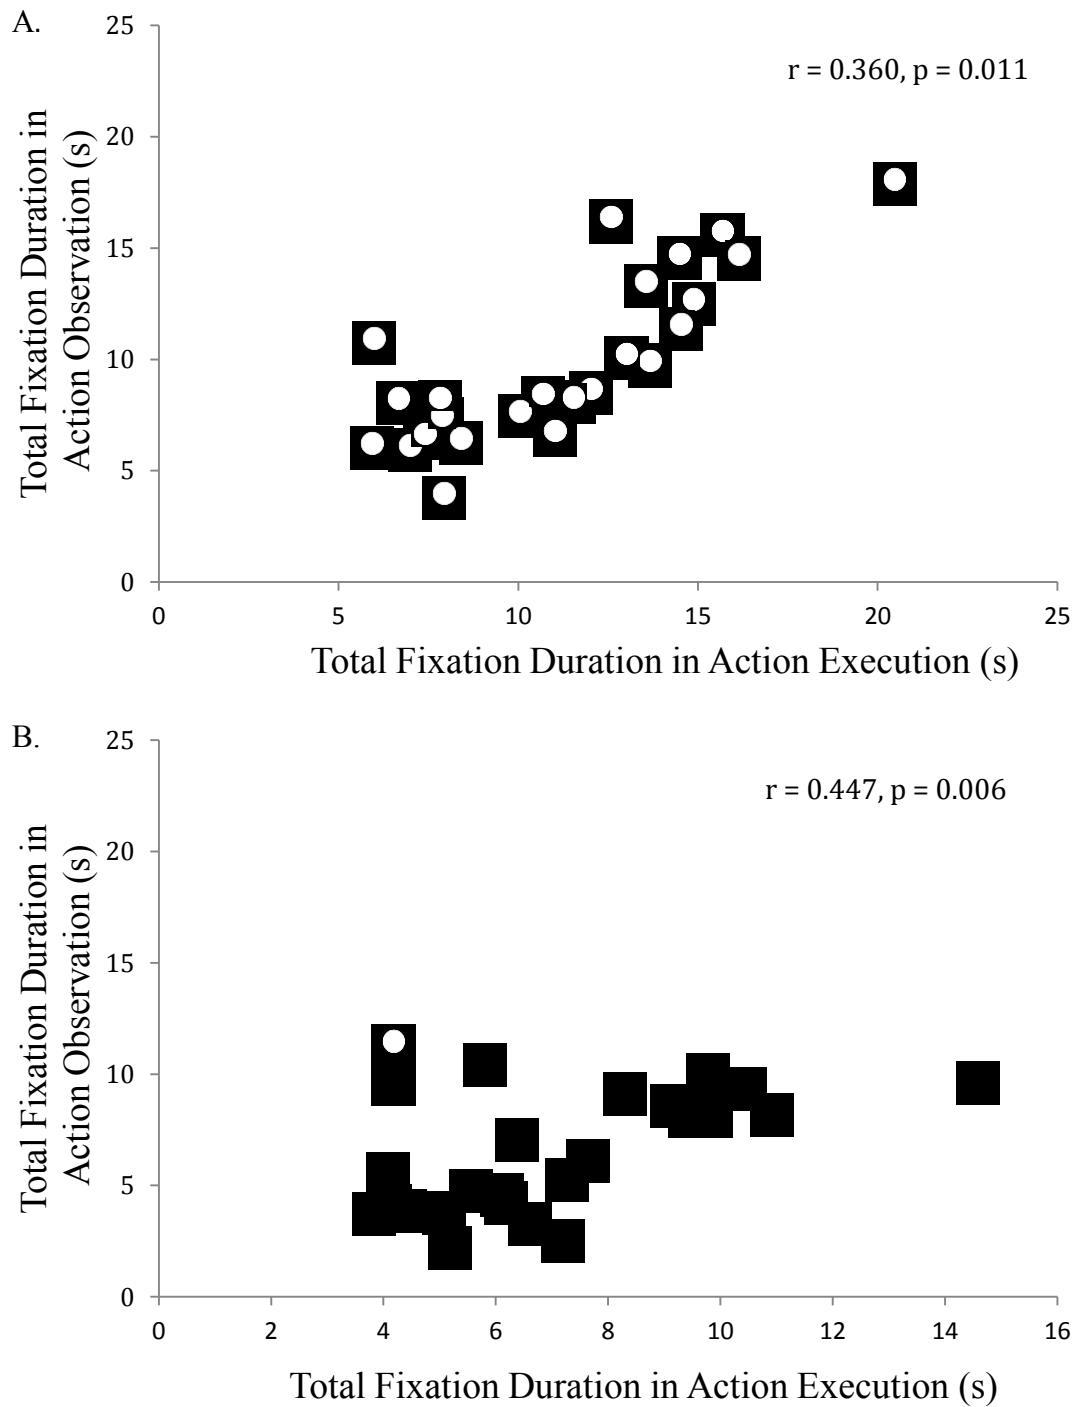 A.
25
20
15
10
5
0
r = 0.360, p = 0.011
Total Fixation Duration in
Action Observation (s)
0 5 10 15 20 25
Total Fixation Duration in Action Execution (s)
B.
25
20
15
10
5
0
r = 0.447, p = 0.006
Total Fixation Duration in
Action Observation (s)
0 2 4 6 8 10 12 14 16
Total Fixation Duration in Action Execution (s)